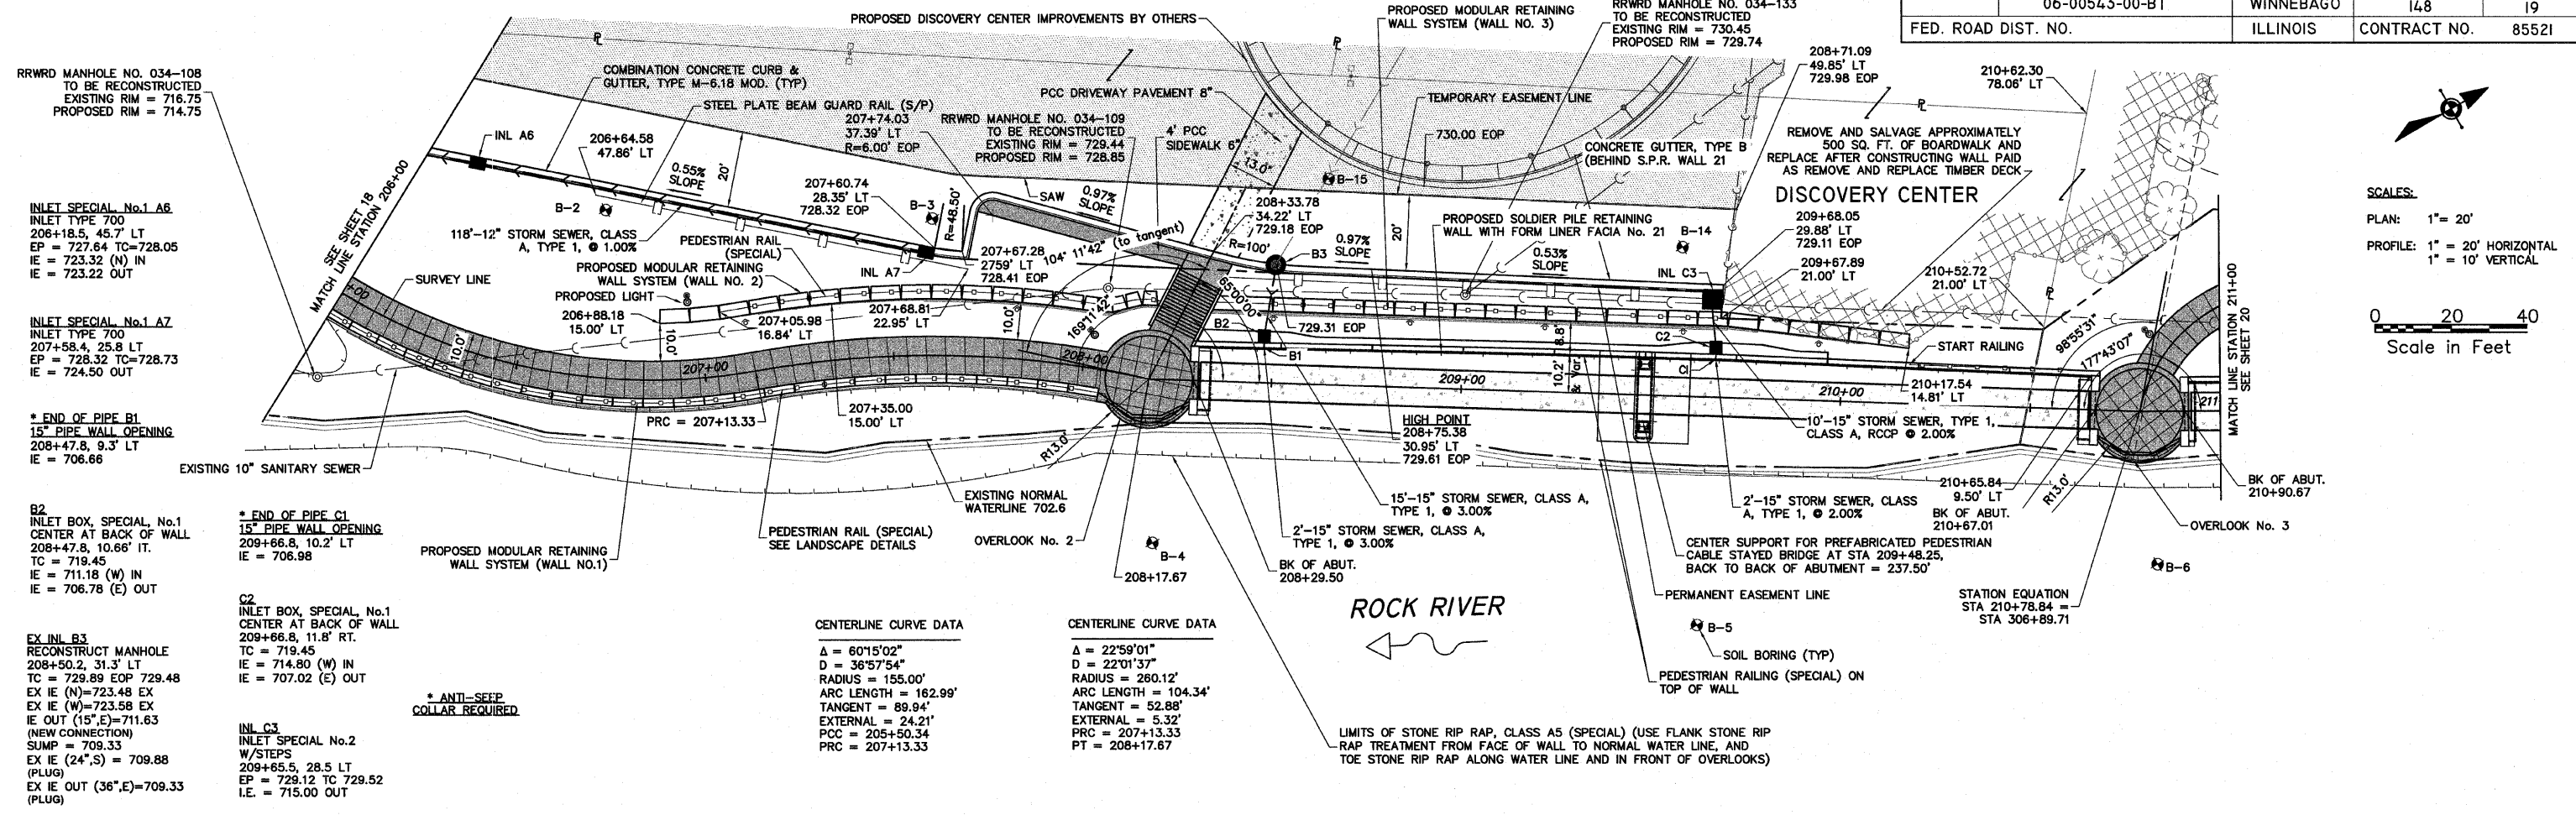 06-00543-00-B1
WINNEBAGO
148
19
FED. ROAD DIST. NO.
ILLINOIS
CONTRACT NO.
85521
RRWRD MANHOLE NO. 034-108
TO BE RECONSTRUCTED
EXISTING RIM = 716.75
PROPOSED RIM = 714.75
PROPOSED DISCOVERY CENTER IMPROVEMENTS BY OTHERS
PROPOSED MODULAR RETAINING
WALL SYSTEM (WALL NO. 3)
RRWRD MANHOLE NO. 034-133
TO BE RECONSTRUCTED
EXISTING RIM = 730.45
PROPOSED RIM = 729.74
208+71.09
49.85' LT
729.98 EOP
210+62.30
78.06' LT
COMBINATION CONCRETE CURB &
GUTTER, TYPE M-6.18 MOD. (TYP)
STEEL PLATE BEAM GUARD RAIL (S/P)
207+74.03
37.39' LT
R=6.00' EOP
RRWRD MANHOLE NO. 034-109
TO BE RECONSTRUCTED
EXISTING RIM = 729.44
PROPOSED RIM = 728.85
PCC DRIVEWAY PAVEMENT 8"
4' PCC
SIDEWALK 6"
13.0'
TEMPORARY EASEMENT LINE
730.00 EOP
CONCRETE GUTTER, TYPE B
(BEHIND S.P.R. WALL 21
REMOVE AND SALVAGE APPROXIMATELY
500 SQ. FT. OF BOARDWALK AND
REPLACE AFTER CONSTRUCTING WALL PAID
AS REMOVE AND REPLACE TIMBER DECK
DISCOVERY CENTER
INL A6
206+64.58
47.86' LT
0.55%
SLOPE
20'
SEE SHEET 18
MATCH LINE STATION 206+00
B-2
207+60.74
28.35' LT
728.32 EOP
B-3
R=48.50'
SAW
0.97%
SLOPE
B-15
208+33.78
34.22' LT
729.18 EOP
R=100'
B3
0.97%
SLOPE
20'
PROPOSED SOLDIER PILE RETAINING
WALL WITH FORM LINER FACIA No. 21
B-14
0.53%
SLOPE
INL C3
209+68.05
29.88' LT
729.11 EOP
209+67.89
21.00' LT
210+52.72
21.00' LT
118'-12" STORM SEWER, CLASS
A, TYPE 1, @ 1.00%
PEDESTRIAN RAIL
(SPECIAL)
PROPOSED MODULAR RETAINING
WALL SYSTEM (WALL NO. 2)
INL A7
207+67.28
2759' LT
728.41 EOP
104° 11'42" (to tangent)
SURVEY LINE
PROPOSED LIGHT
206+88.18
15.00' LT
10.0'
207+05.98
16.84' LT
207+68.81
22.95' LT
10.0'
169°11'42"
65°00'00"
B2
B1
729.31 EOP
8.8'
10.2'
& Var
C2
C1
START RAILING
98°55'31"
177°43'07"
MATCH LINE STATION 211+00
SEE SHEET 20
10.0'
207+00
208+00
209+00
210+00
211
PRC = 207+13.33
207+35.00
15.00' LT
R13.0'
HIGH POINT
208+75.38
30.95' LT
729.61 EOP
210+17.54
14.81' LT
10'-15" STORM SEWER, TYPE 1,
CLASS A, RCCP @ 2.00%
EXISTING 10" SANITARY SEWER
EXISTING NORMAL
WATERLINE 702.6
PROPOSED MODULAR RETAINING
WALL SYSTEM (WALL NO.1)
PEDESTRIAN RAIL (SPECIAL)
SEE LANDSCAPE DETAILS
OVERLOOK No. 2
B-4
208+17.67
BK OF ABUT.
208+29.50
15'-15" STORM SEWER, CLASS A,
TYPE 1, @ 3.00%
2'-15" STORM SEWER, CLASS A,
TYPE 1, @ 3.00%
2'-15" STORM SEWER, CLASS
A, TYPE 1, @ 2.00%
210+65.84
9.50' LT
BK OF ABUT.
210+67.01
R13.0'
BK OF ABUT.
210+90.67
OVERLOOK No. 3
CENTER SUPPORT FOR PREFABRICATED PEDESTRIAN
CABLE STAYED BRIDGE AT STA 209+48.25,
BACK TO BACK OF ABUTMENT = 237.50'
B-6
PERMANENT EASEMENT LINE
STATION EQUATION
STA 210+78.84 =
STA 306+89.71
ROCK RIVER
B-5
SOIL BORING (TYP)
PEDESTRIAN RAILING (SPECIAL) ON
TOP OF WALL
LIMITS OF STONE RIP RAP, CLASS A5 (SPECIAL) (USE FLANK STONE RIP
RAP TREATMENT FROM FACE OF WALL TO NORMAL WATER LINE, AND
TOE STONE RIP RAP ALONG WATER LINE AND IN FRONT OF OVERLOOKS)
INLET SPECIAL, No.1 A6
INLET TYPE 700
206+18.5, 45.7' LT
EP = 727.64 TC=728.05
IE = 723.32 (N) IN
IE = 723.22 OUT
INLET SPECIAL, No.1 A7
INLET TYPE 700
207+58.4, 25.8 LT
EP = 728.32 TC=728.73
IE = 724.50 OUT
* END OF PIPE B1
15" PIPE WALL OPENING
208+47.8, 9.3' LT
IE = 706.66
B2
INLET BOX, SPECIAL, No.1
CENTER AT BACK OF WALL
208+47.8, 10.66' IT.
TC = 719.45
IE = 711.18 (W) IN
IE = 706.78 (E) OUT
EX INL B3
RECONSTRUCT MANHOLE
208+50.2, 31.3' LT
TC = 729.89 EOP 729.48
EX IE (N)=723.48 EX
EX IE (W)=723.58 EX
IE OUT (15",E)=711.63
(NEW CONNECTION)
SUMP = 709.33
EX IE (24",S) = 709.88
(PLUG)
EX IE OUT (36",E)=709.33
(PLUG)
* END OF PIPE C1
15" PIPE WALL OPENING
209+66.8, 10.2' LT
IE = 706.98
C2
INLET BOX, SPECIAL, No.1
CENTER AT BACK OF WALL
209+66.8, 11.8' RT.
TC = 719.45
IE = 714.80 (W) IN
IE = 707.02 (E) OUT
INL C3
INLET SPECIAL No.2
W/STEPS
209+65.5, 28.5 LT
EP = 729.12 TC 729.52
I.E. = 715.00 OUT
* ANTI-SEEP
COLLAR REQUIRED
CENTERLINE CURVE DATA
Δ = 60°15'02"
D = 36°57'54"
RADIUS = 155.00'
ARC LENGTH = 162.99'
TANGENT = 89.94'
EXTERNAL = 24.21'
PCC = 205+50.34
PRC = 207+13.33
CENTERLINE CURVE DATA
Δ = 22°59'01"
D = 22°01'37"
RADIUS = 260.12'
ARC LENGTH = 104.34'
TANGENT = 52.88'
EXTERNAL = 5.32'
PRC = 207+13.33
PT = 208+17.67
SCALES:
PLAN: 1"= 20'
PROFILE: 1" = 20' HORIZONTAL
1" = 10' VERTICAL
0 20 40
Scale in Feet